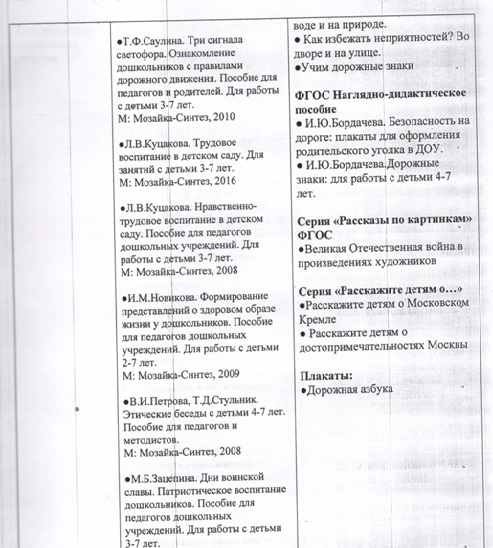 ●Т.Ф.Саулина. Три сигнала
светофора. Ознакомление
дошкольников с правилами
дорожного движения. Пособие для
педагогов и родителей. Для работы
с детьми 3-7 лет.
М: Мозайка-Синтез, 2010
●Л.В.Куцакова. Трудовое
воспитание в детском саду. Для
занятий с детьми 3-7 лет.
М: Мозайка-Синтез, 2016
●Л.В.Куцакова. Нравственно-
трудовое воспитание в детском
саду. Пособие для педагогов
дошкольных учреждений. Для
работы с детьми 3-7 лет.
М: Мозайка-Синтез, 2008
●И.М.Новикова. Формирование
представлений о здоровом образе
жизни у дошкольников. Пособие
для педагогов дошкольных
учреждений. Для работы с детьми
2-7 лет.
М: Мозайка-Синтез, 2009
●В.И.Петрова, Т.Д.Стульник.
Этические беседы с детьми 4-7 лет.
Пособие для педагогов и
методистов.
М: Мозайка-Синтез, 2008
●М.Б.Зацепина. Дни воинской
славы. Патристическое воспитание
дошкольников. Пособие для
педагогов дошкольных
учреждений. Для работы с детьми
3-7 лет.
воде и на природе.
● Как избежать неприятностей? Во
дворе и на улице.
●Учим дорожные знаки
ФГОС Наглядно-дидактическое
пособие
● И.Ю.Бордачева. Безопасность на
дороге: плакаты для оформления
родительского уголка в ДОУ.
● И.Ю.Бордачева.Дорожные
знаки: для работы с детьми 4-7
лет.
Серия «Рассказы по картинкам»
ФГОС
●Великая Отечественная война в
произведениях художников
Серия «Расскажите детям о…»
●Расскажите детям о Московском
Кремле
● Расскажите детям о
достопримечательностях Москвы
Плакаты:
●Дорожная азбука